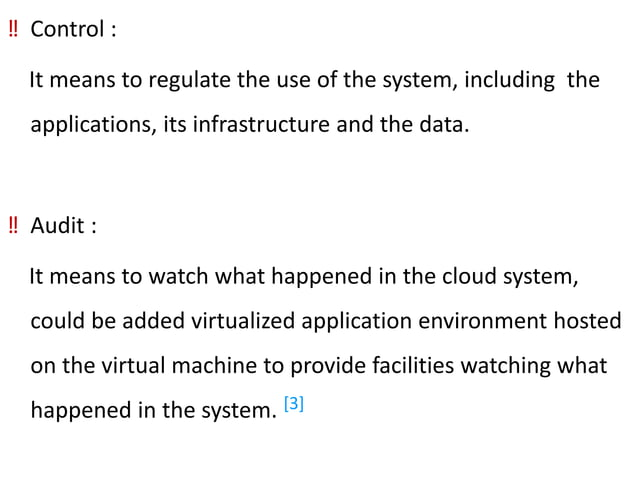 ‼ Control :
It means to regulate the use of the system, including  the
applications, its infrastructure and the data.
‼ Audit :
It means to watch what happened in the cloud system,
could be added virtualized application environment hosted
on the virtual machine to provide facilities watching what
happened in the system. [3]